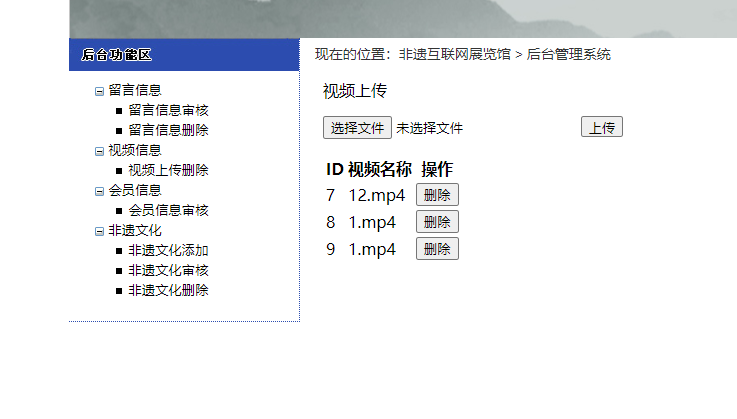 后台功能区
留言信息
留言信息审核
留言信息删除
视频信息
视频上传删除
会员信息
会员信息审核
非遗文化
非遗文化添加
非遗文化审核
非遗文化删除
现在的位置：非遗互联网展览馆 > 后台管理系统
视频上传
选择文件 未选择文件 上传
ID 视频名称 操作
7 12.mp4 删除
8 1.mp4 删除
9 1.mp4 删除